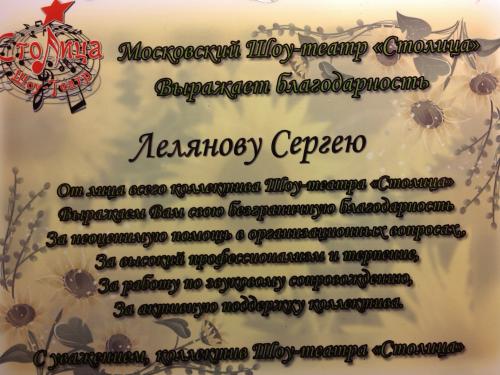 Столица
Шоу-Театр
Московский Шоу-театр «Столица»
Выражает благодарность
Лелянову Сергею
От лица всего коллектива Шоу-театра «Столица»
Выражаем Вам свою безграничную благодарность
За неоценимую помощь в организационных вопросах,
За высокий профессионализм и терпение,
За работу по звуковому сопровождению,
За активную поддержку коллектива.
С уважением, коллектив Шоу-театра «Столица»